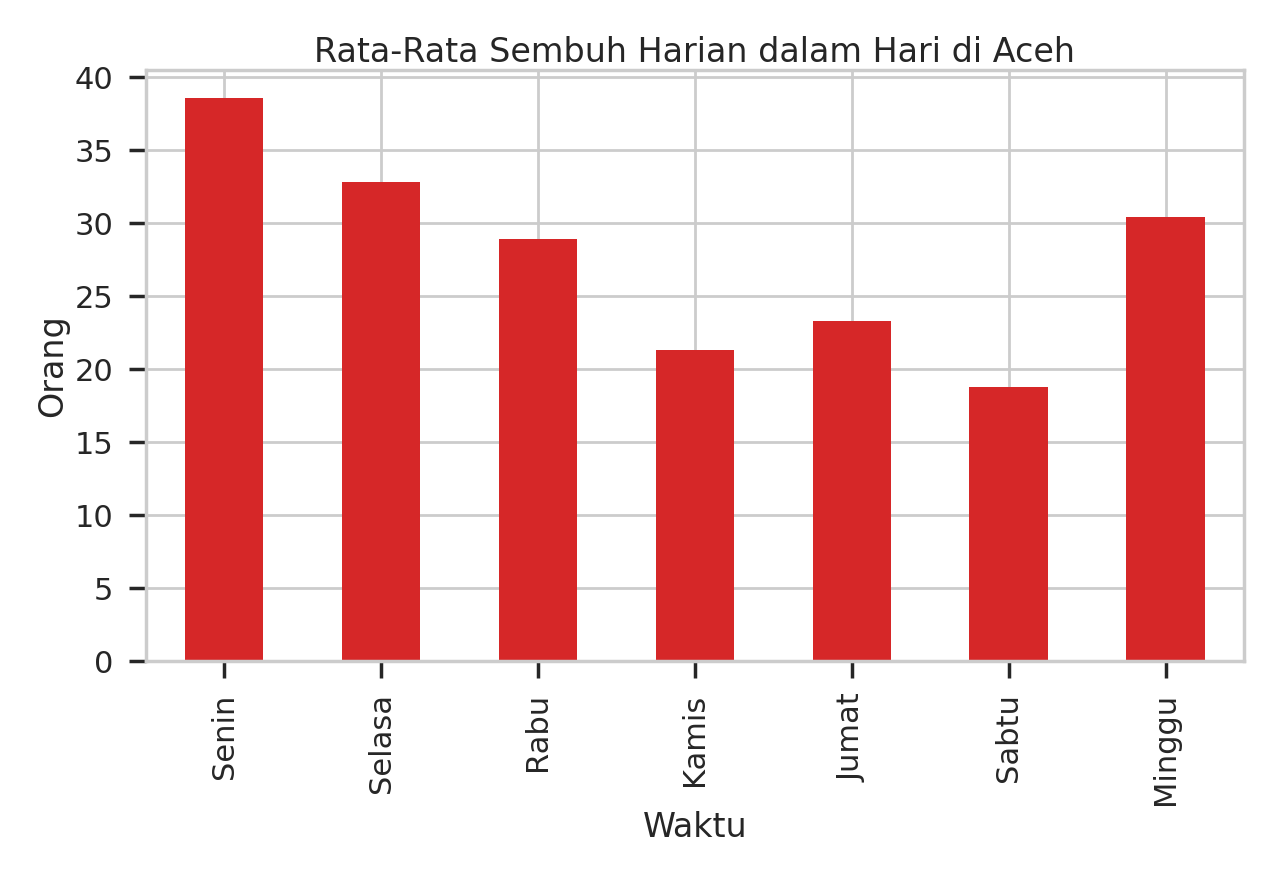 Rata-Rata Sembuh Harian dalam Hari di Aceh
40
35
30
25
20
15
10
5
0
Orang
Senin
Selasa
Rabu
Kamis
Jumat
Sabtu
Minggu
Waktu